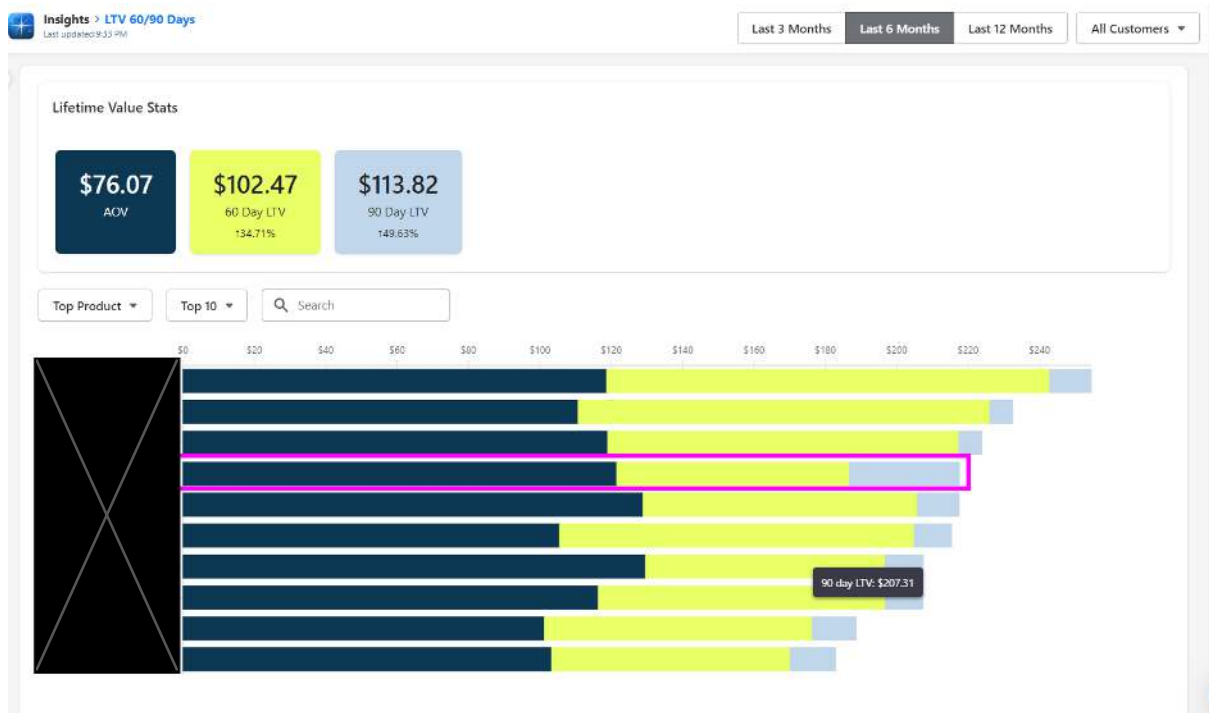 Insights > LTV 60/90 Days
Last updated 9:33 PM
Last 3 Months
Last 6 Months
Last 12 Months
All Customers
Lifetime Value Stats
$76.07
AOV
$102.47
60 Day LTV
↑34.71%
$113.82
90 Day LTV
↑49.63%
Top Product
Top 10
Search
$0 $20 $40 $60 $80 $100 $120 $140 $160 $180 $200 $220 $240
90 day LTV: $207.31